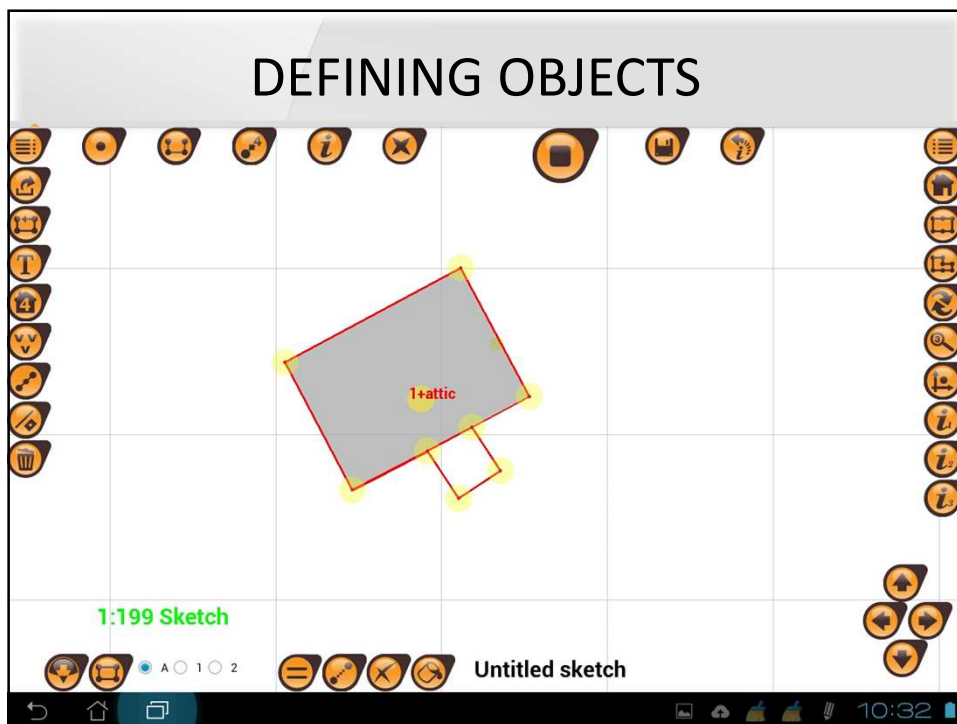 DEFINING OBJECTS
1+attic
1:199 Sketch
A 1 2
Untitled sketch
10:32